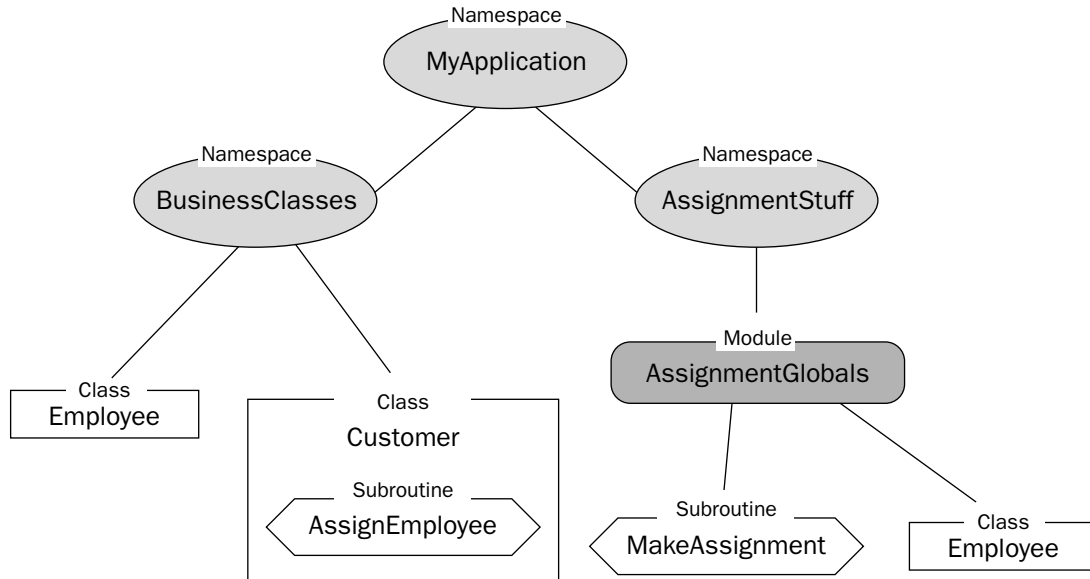 Namespace
MyApplication
Namespace
BusinessClasses
Namespace
AssignmentStuff
Module
AssignmentGlobals
Class
Employee
Class
Customer
Subroutine
AssignEmployee
Subroutine
MakeAssignment
Class
Employee